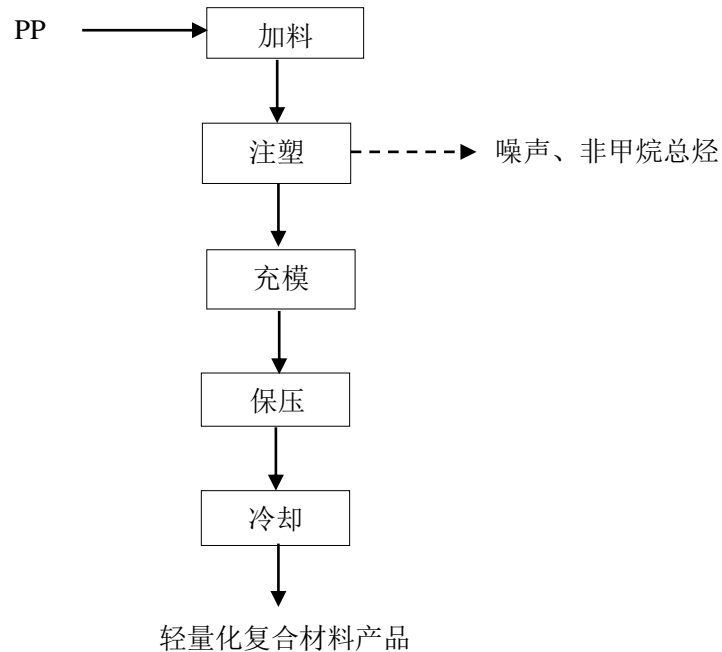 PP
加料
注塑
噪声、非甲烷总烃
充模
保压
冷却
轻量化复合材料产品